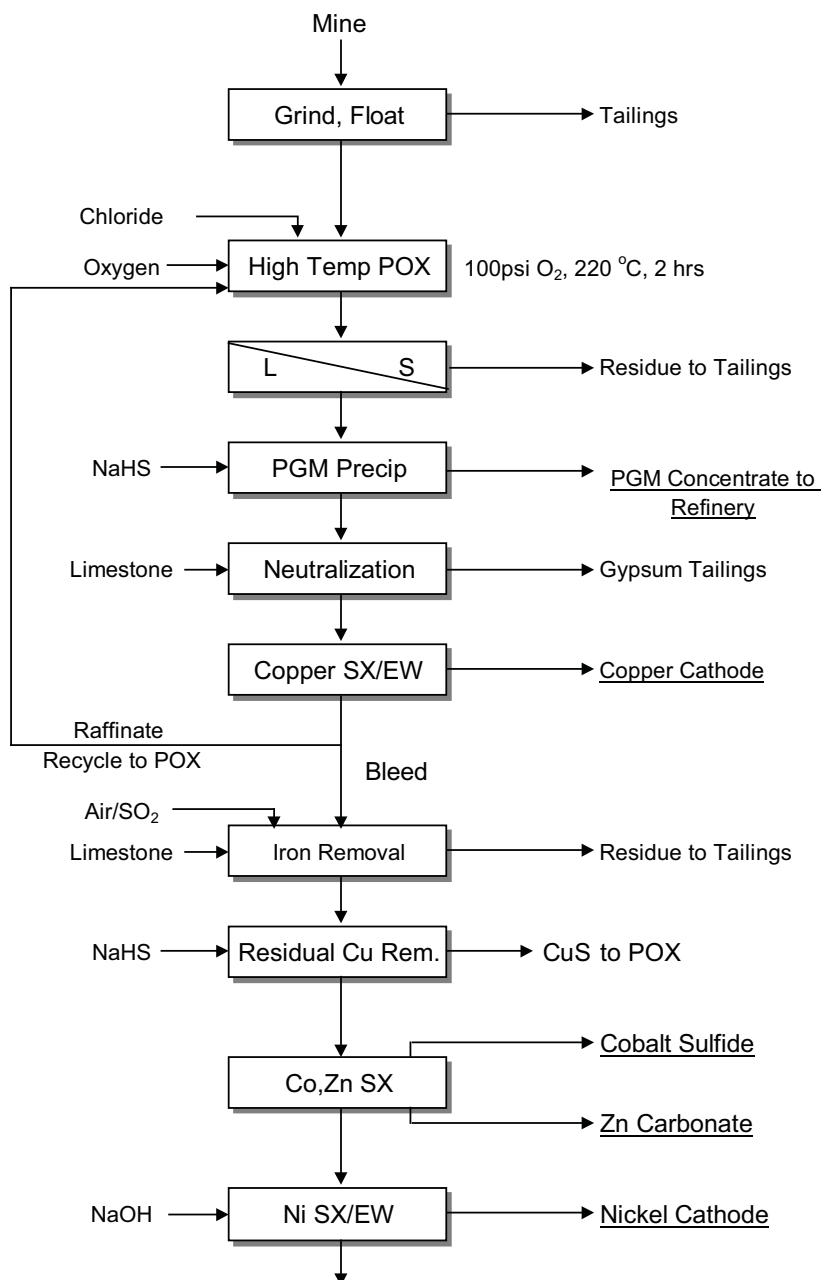 Mine
Grind, Float
Tailings
Chloride
Oxygen
High Temp POX
100psi O₂, 220 °C, 2 hrs
L S
Residue to Tailings
NaHS
PGM Precip
PGM Concentrate to
Refinery
Limestone
Neutralization
Gypsum Tailings
Copper SX/EW
Copper Cathode
Raffinate
Recycle to POX
Bleed
Air/SO₂
Limestone
Iron Removal
Residue to Tailings
NaHS
Residual Cu Rem.
CuS to POX
Co,Zn SX
Cobalt Sulfide
Zn Carbonate
NaOH
Ni SX/EW
Nickel Cathode